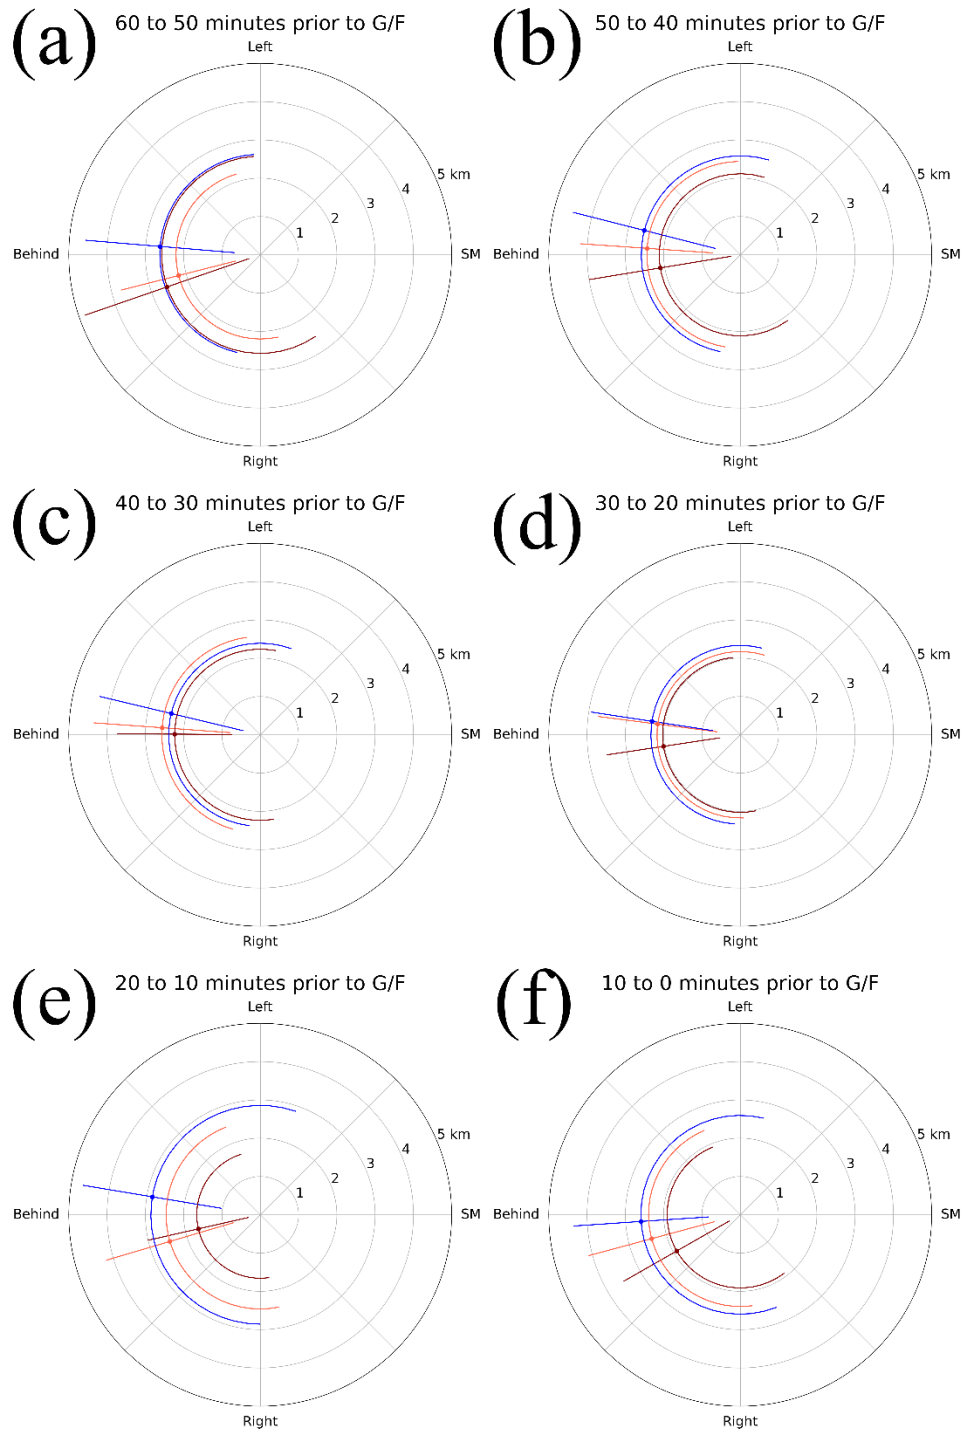 (a) 60 to 50 minutes prior to G/F
Left
5 km
4
3
2
1
Behind
SM
Right
(b) 50 to 40 minutes prior to G/F
Left
5 km
4
3
2
1
Behind
SM
Right
(c) 40 to 30 minutes prior to G/F
Left
5 km
4
3
2
1
Behind
SM
Right
(d) 30 to 20 minutes prior to G/F
Left
5 km
4
3
2
1
Behind
SM
Right
(e) 20 to 10 minutes prior to G/F
Left
5 km
4
3
2
1
Behind
SM
Right
(f) 10 to 0 minutes prior to G/F
Left
5 km
4
3
2
1
Behind
SM
Right